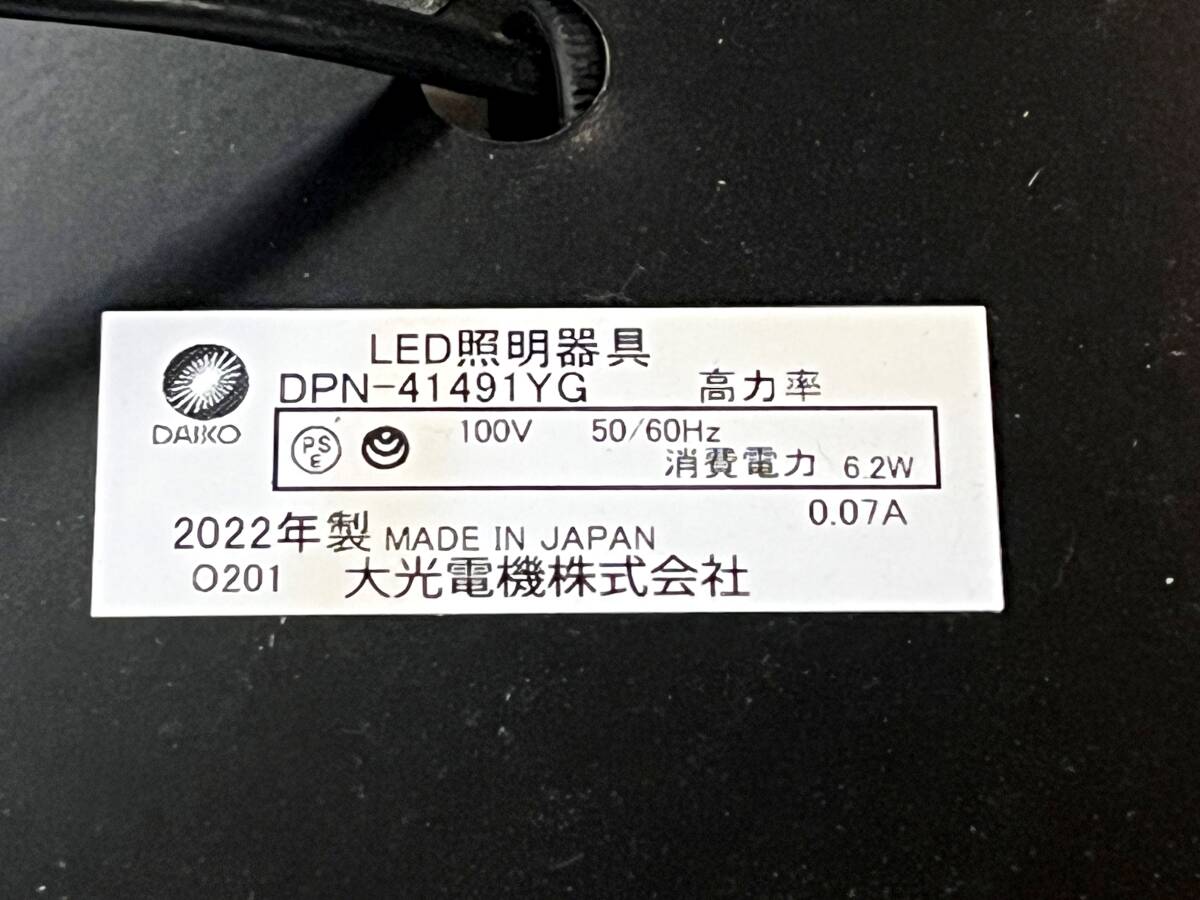 LED照明器具
DPN-41491YG 高力率
DAIKO
PS
E
100V 50/60Hz
消費電力 6.2W
0.07A
2022年製 MADE IN JAPAN
O201 大光電機株式会社